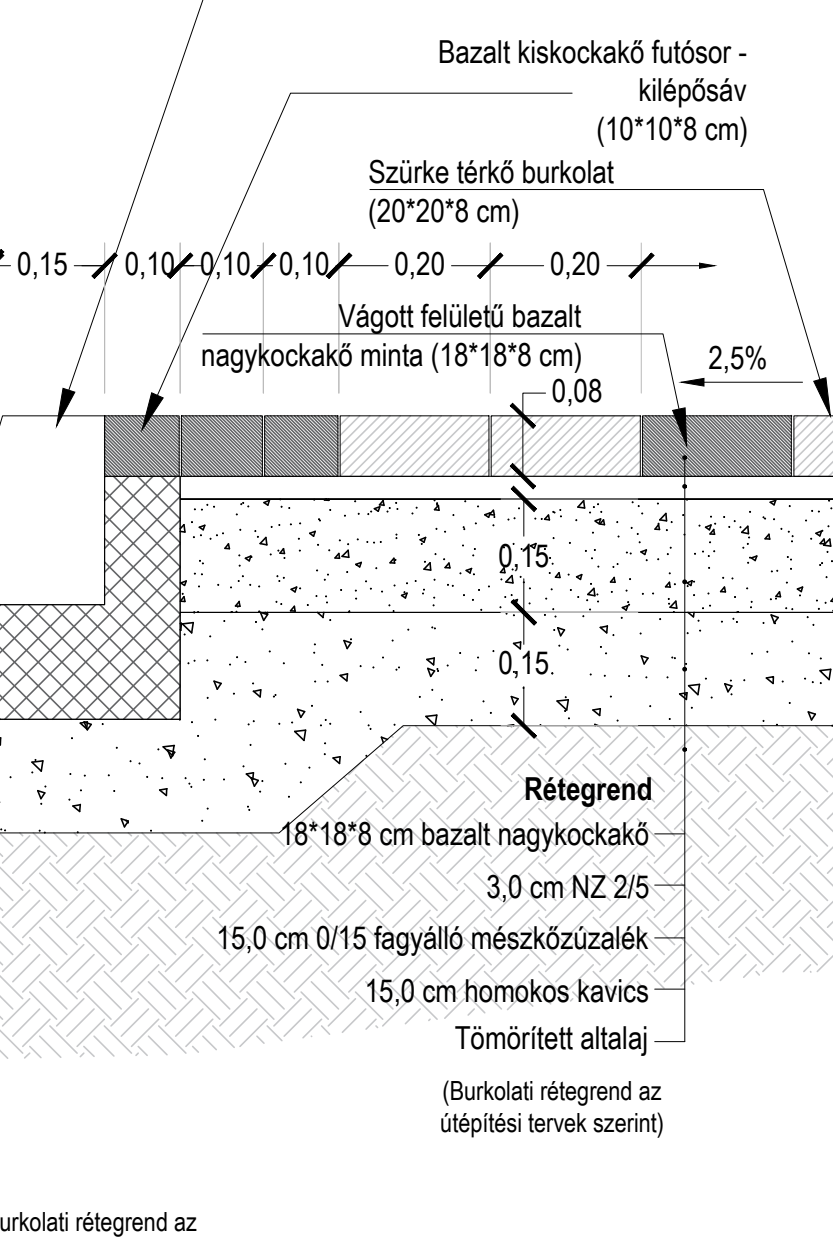 Bazalt kiskockakő futósor -
kilépősáv
(10*10*8 cm)
Szürke térkő burkolat
(20*20*8 cm)
0,15 0,10 0,10 0,10 0,20 0,20
Vágott felületű bazalt
nagykockakő minta (18*18*8 cm)
2,5%
0,08
0,15
0,15
Rétegrend
18*18*8 cm bazalt nagykockakő
3,0 cm NZ 2/5
15,0 cm 0/15 fagyálló mészkőzúzalék
15,0 cm homokos kavics
Tömörített altalaj
(Burkolati rétegrend az
útépítési tervek szerint)
urkolati rétegrend az